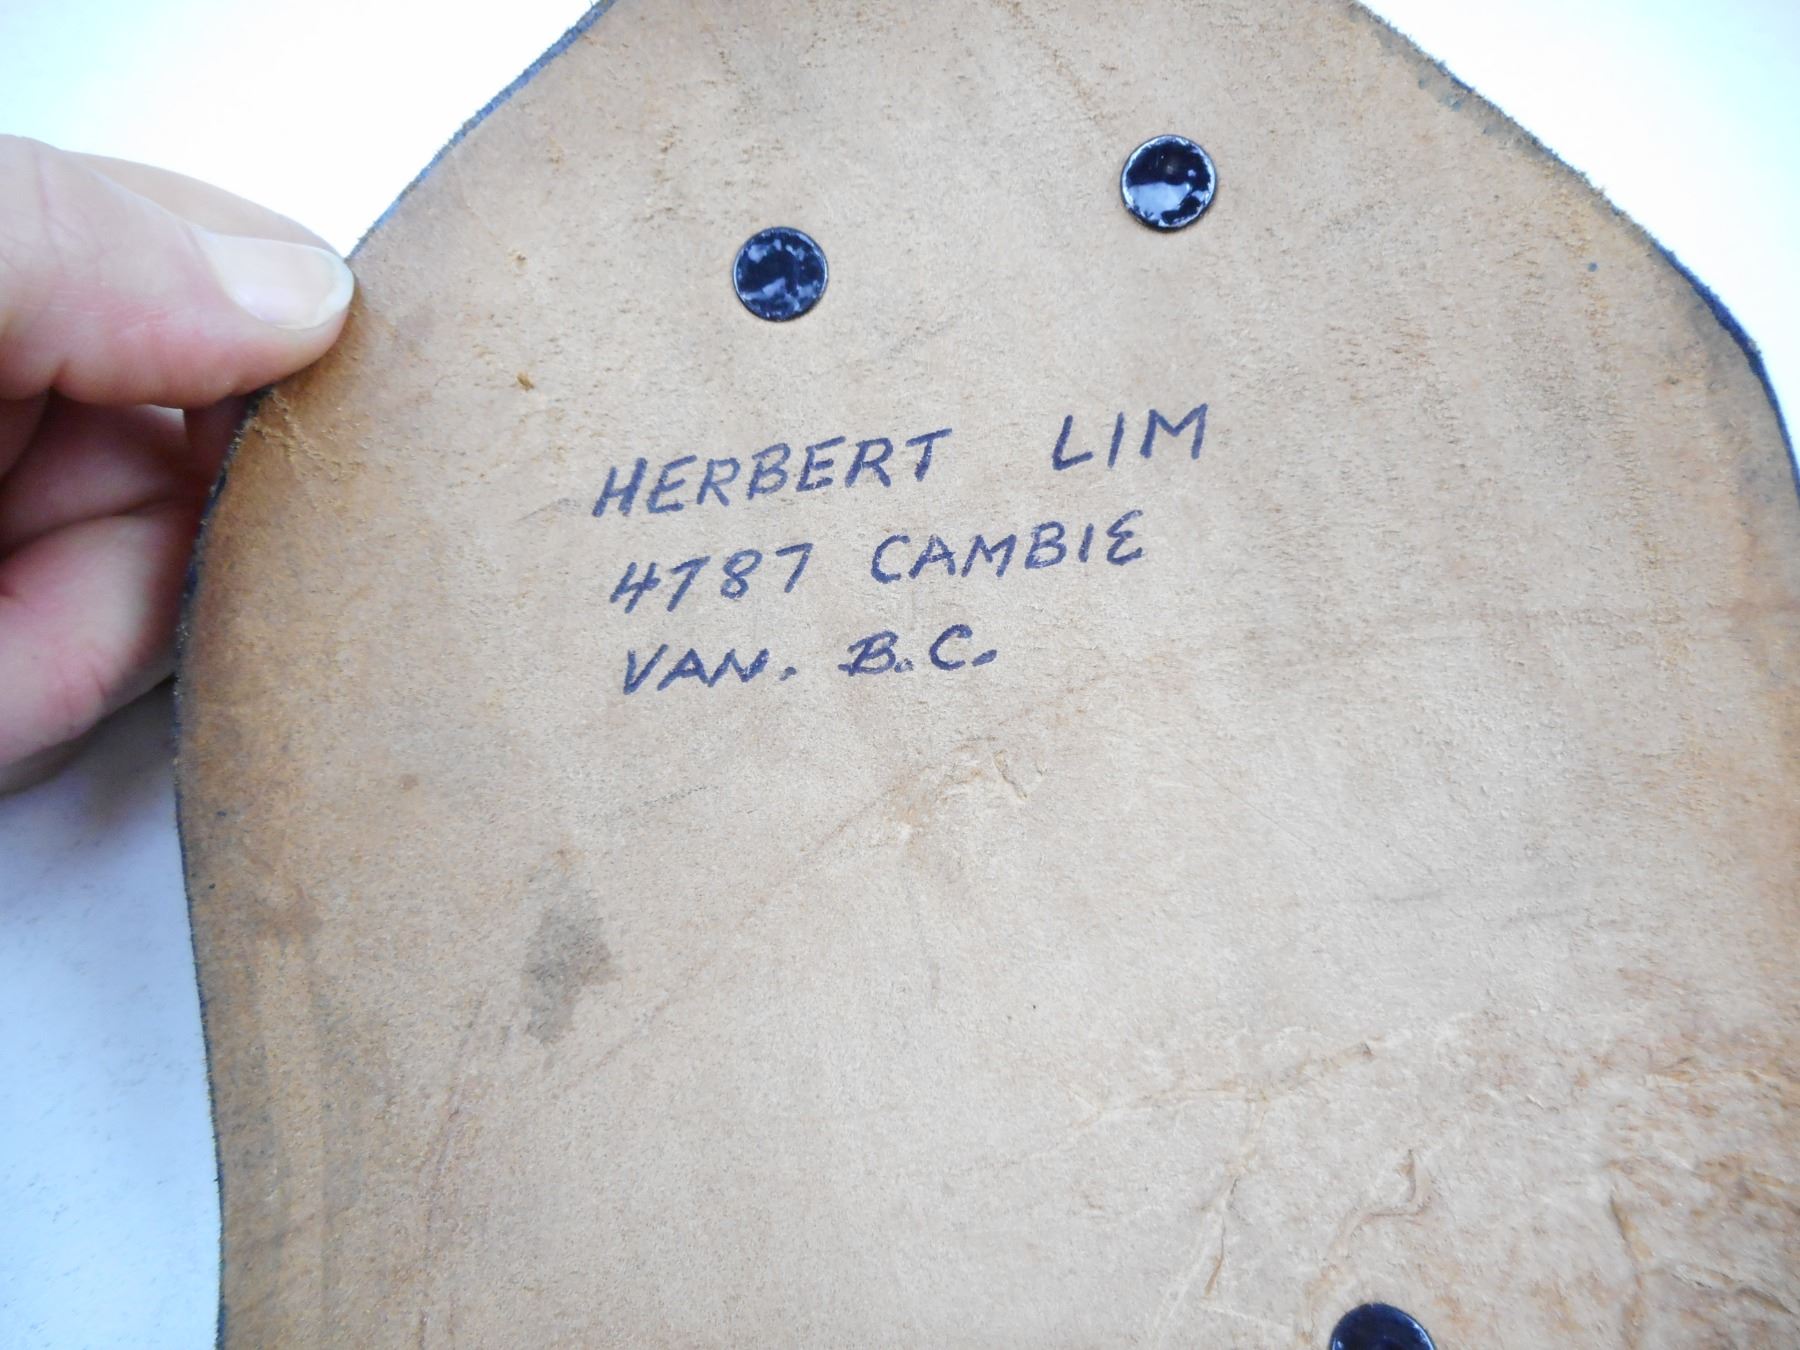 HERBERT LIM
4787 CAMBIE
VAN. B.C.